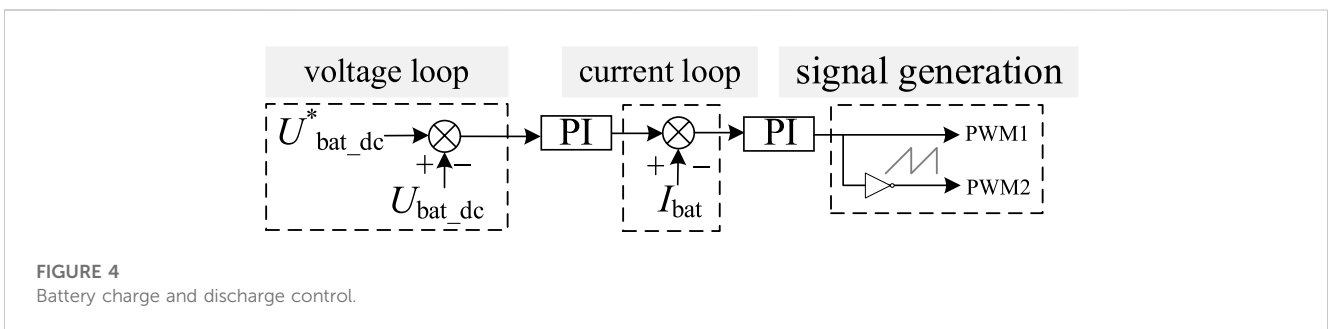 voltage loop
current loop
signal generation
U*bat_dc
PI
PI
PWM1
+ −
+ −
PWM2
Ubat_dc
Ibat
FIGURE 4
Battery charge and discharge control.